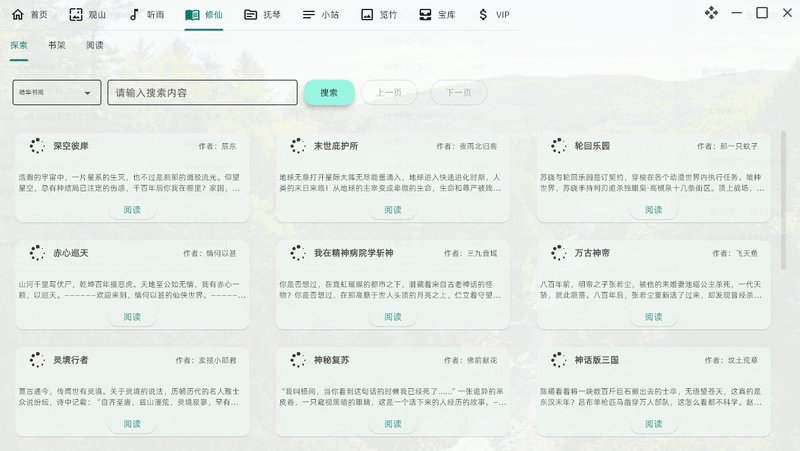 首页 观山 听雨 修仙 抚琴 小站 览竹 宝库 VIP
探索 书架 阅读
请输入搜索内容 搜索 上一页 下一页
深空彼岸 作者：辰东
末世庇护所 作者：夜雨北归客
轮回乐园 作者：那一只蚊子
浩瀚的宇宙中，一片星系的生灭，也不过是刹那的斑驳流光。仰望
星空，总有种结局已注定的伤感，千百年后你我在哪里？家国，...
地球无意打开星际大阵无尽能量涌入，地球进入快速进化时期，人
类的末日来临！从地球的主宰变成卑微的生命，生命和尊严被践...
苏晓与轮回乐园签订契约，穿梭在各个动漫世界内执行任务。喰种
世界，苏晓手持利刃追杀独眼枭·高槻泉十几条街区。顶上战场，...
阅读 阅读 阅读
赤心巡天 作者：情何以甚
我在精神病院学斩神 作者：三九音域
万古神帝 作者：飞天鱼
山河千里写伏尸，乾坤百年描恶虎。天地至公如无情，我有赤心一
颗，以巡天。——————欢迎来到，情何以甚的仙侠世界。—————...
你是否想过，在霓虹璀璨的都市之下，潜藏着来自古老神话的怪
物？你是否想过，在那高悬于世人头顶的月亮之上，伫立着守望...
八百年前，明帝之子张若尘，被他的未婚妻池瑶公主杀死，一代天
骄，就此陨落。八百年后，张若尘重新活了过来，却发现曾经杀...
阅读 阅读 阅读
灵境行者 作者：卖报小郎君
神秘复苏 作者：佛前献花
神话版三国 作者：坟土荒草
亘古通今，传闻世有灵境。关于灵境的说法，历朝历代的名人雅士
众说纷纭，诗中记载：“自齐至唐，兹山濅荒，灵境寂寥，罕有...
“我叫杨间，当你看到这句话的时候我已经死了......”一张诡异的羊
皮卷，一只窥视黑暗的眼睛，这是一个活下来的人经历的故事。—...
陈曦看着将一块数百斤巨石搬出去的士卒，无语望苍天，这真的是
东汉末年？吕布单枪匹马凿穿万人部队，这怎么看都不科学。赵...
阅读 阅读 阅读